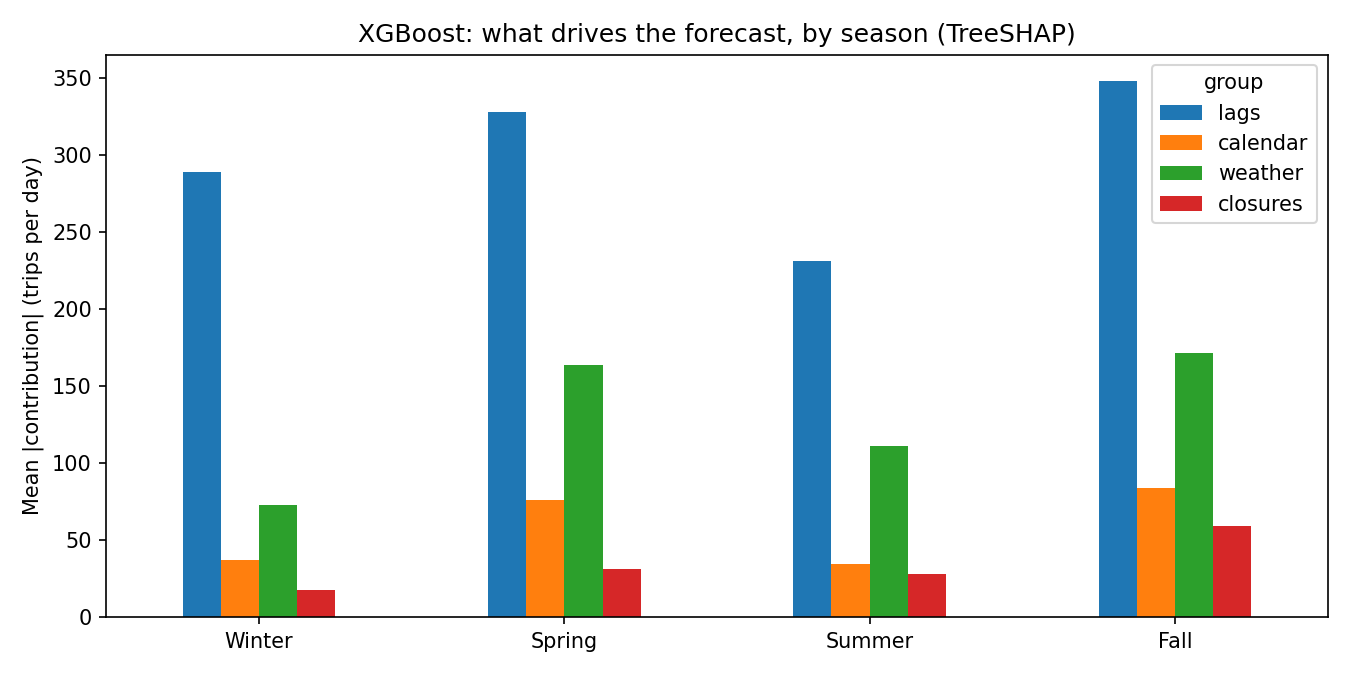 XGBoost: what drives the forecast, by season (TreeSHAP)
Mean |contribution| (trips per day)
350
300
250
200
150
100
50
0
Winter
Spring
Summer
Fall
group
lags
calendar
weather
closures